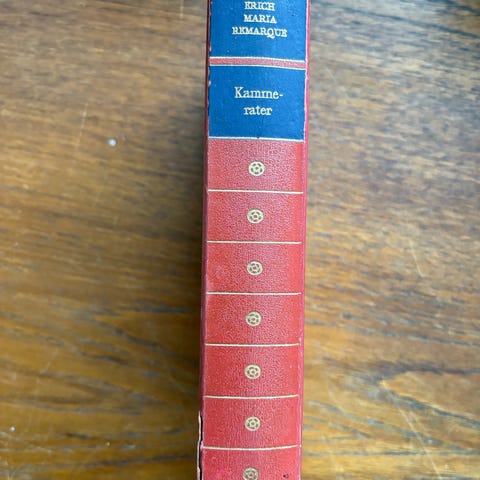 ERICH
MARIA
REMARQUE
Kamme-
rater